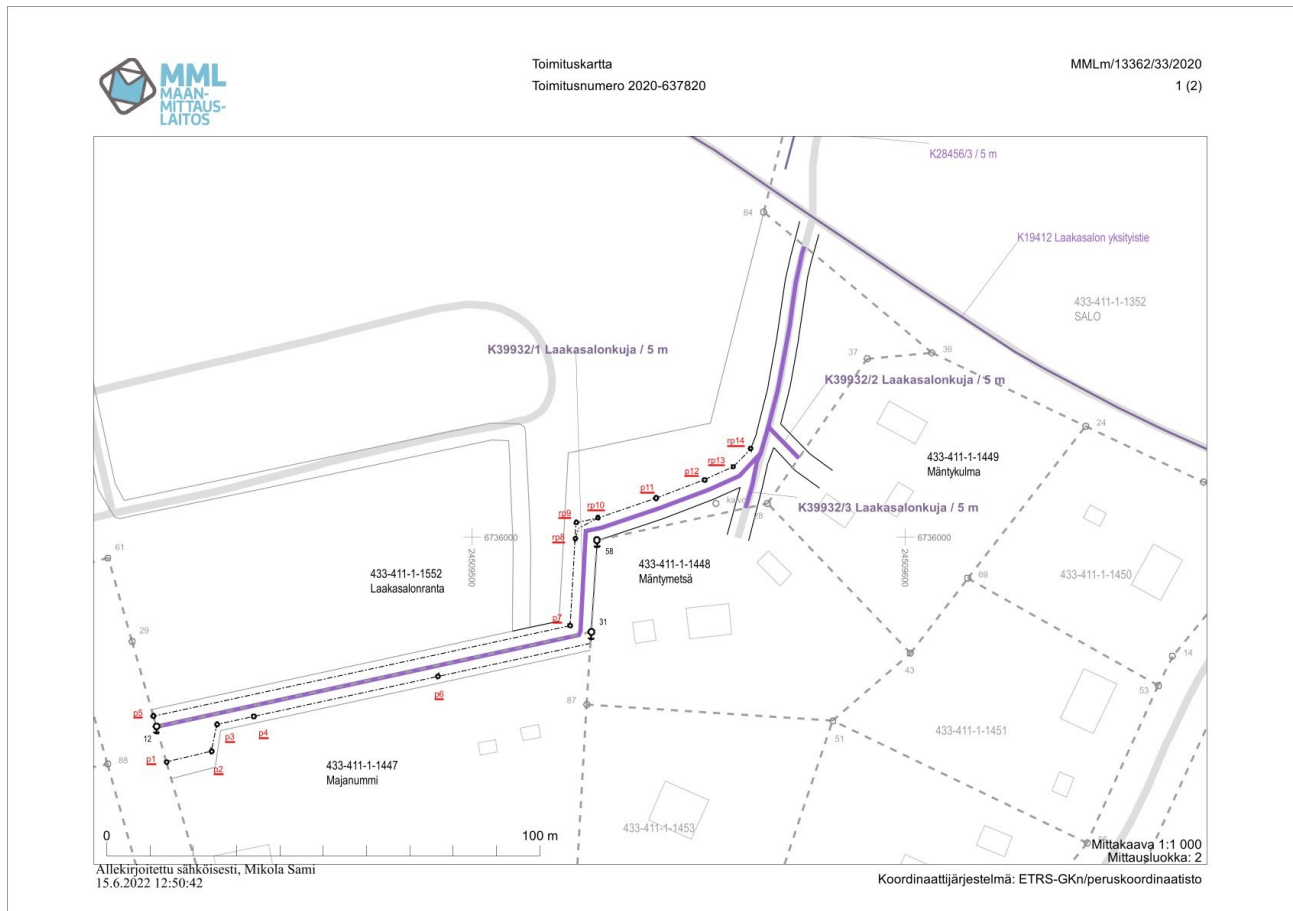 MML
MAAN-
MITTAUS-
LAITOS
Toimituskartta
Toimitusnumero 2020-637820
MMLm/13362/33/2020
1 (2)
K28456/3 / 5 m
84
K19412 Laakasalon yksityistie
433-411-1-1352
SALO
K39932/1 Laakasalonkuja / 5 m
37
36
K39932/2 Laakasalonkuja / 5 m
24
rp14
433-411-1-1449
Mäntykulma
rp13
p12
p11
rp10
rp9
kaivo
28
K39932/3 Laakasalonkuja / 5 m
rp8
6736000
24509500
6736000
24509600
58
61
433-411-1-1552
Laakasalonranta
433-411-1-1448
Mäntymetsä
69
433-411-1-1450
p7
31
29
43
14
53
p6
87
p5
12
p3
p4
51
433-411-1-1451
p1
p2
88
433-411-1-1447
Majanummi
433-411-1-1453
0
100 m
Mittakaava 1:1 000
Mittausluokka: 2
Allekirjoitettu sähköisesti, Mikola Sami
15.6.2022 12:50:42
Koordinaattijärjestelmä: ETRS-GKn/peruskoordinaatisto